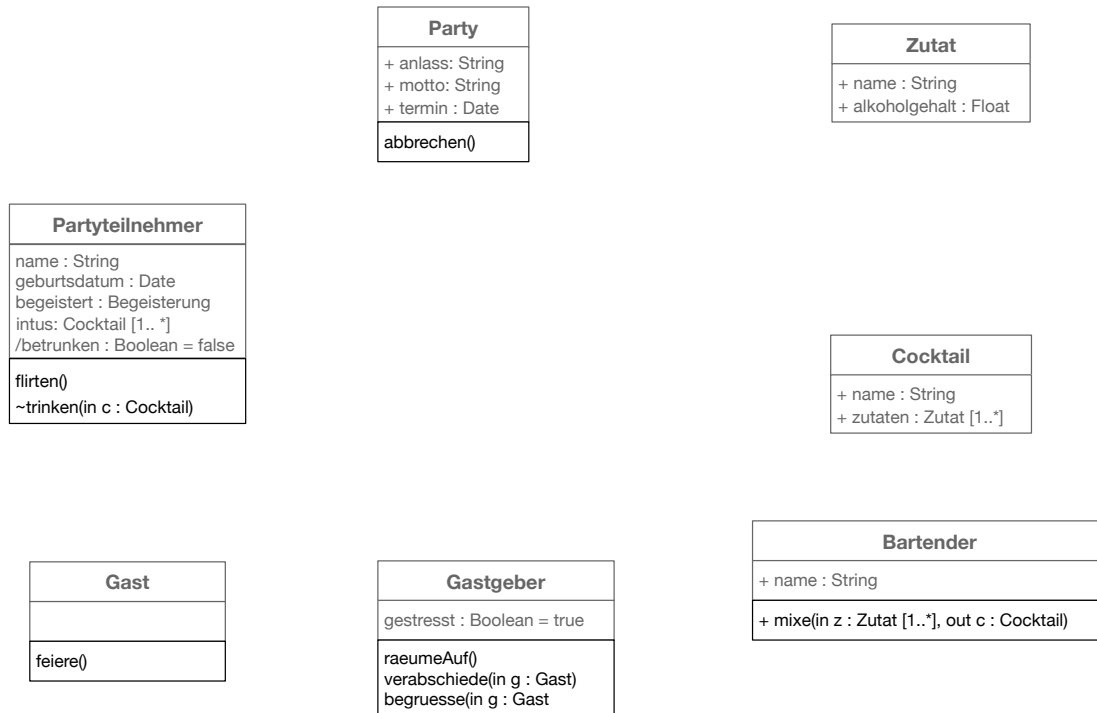 Party
+ anlass: String
+ motto: String
+ termin : Date
abbrechen()
Zutat
+ name : String
+ alkoholgehalt : Float
Partyteilnehmer
name : String
geburtsdatum : Date
begeistert : Begeisterung
intus: Cocktail [1.. *]
/betrunken : Boolean = false
flirten()
~trinken(in c : Cocktail)
Cocktail
+ name : String
+ zutaten : Zutat [1..*]
Gast
feiere()
Gastgeber
gestresst : Boolean = true
raeumeAuf()
verabschiede(in g : Gast)
begruesse(in g : Gast
Bartender
+ name : String
+ mixe(in z : Zutat [1..*], out c : Cocktail)